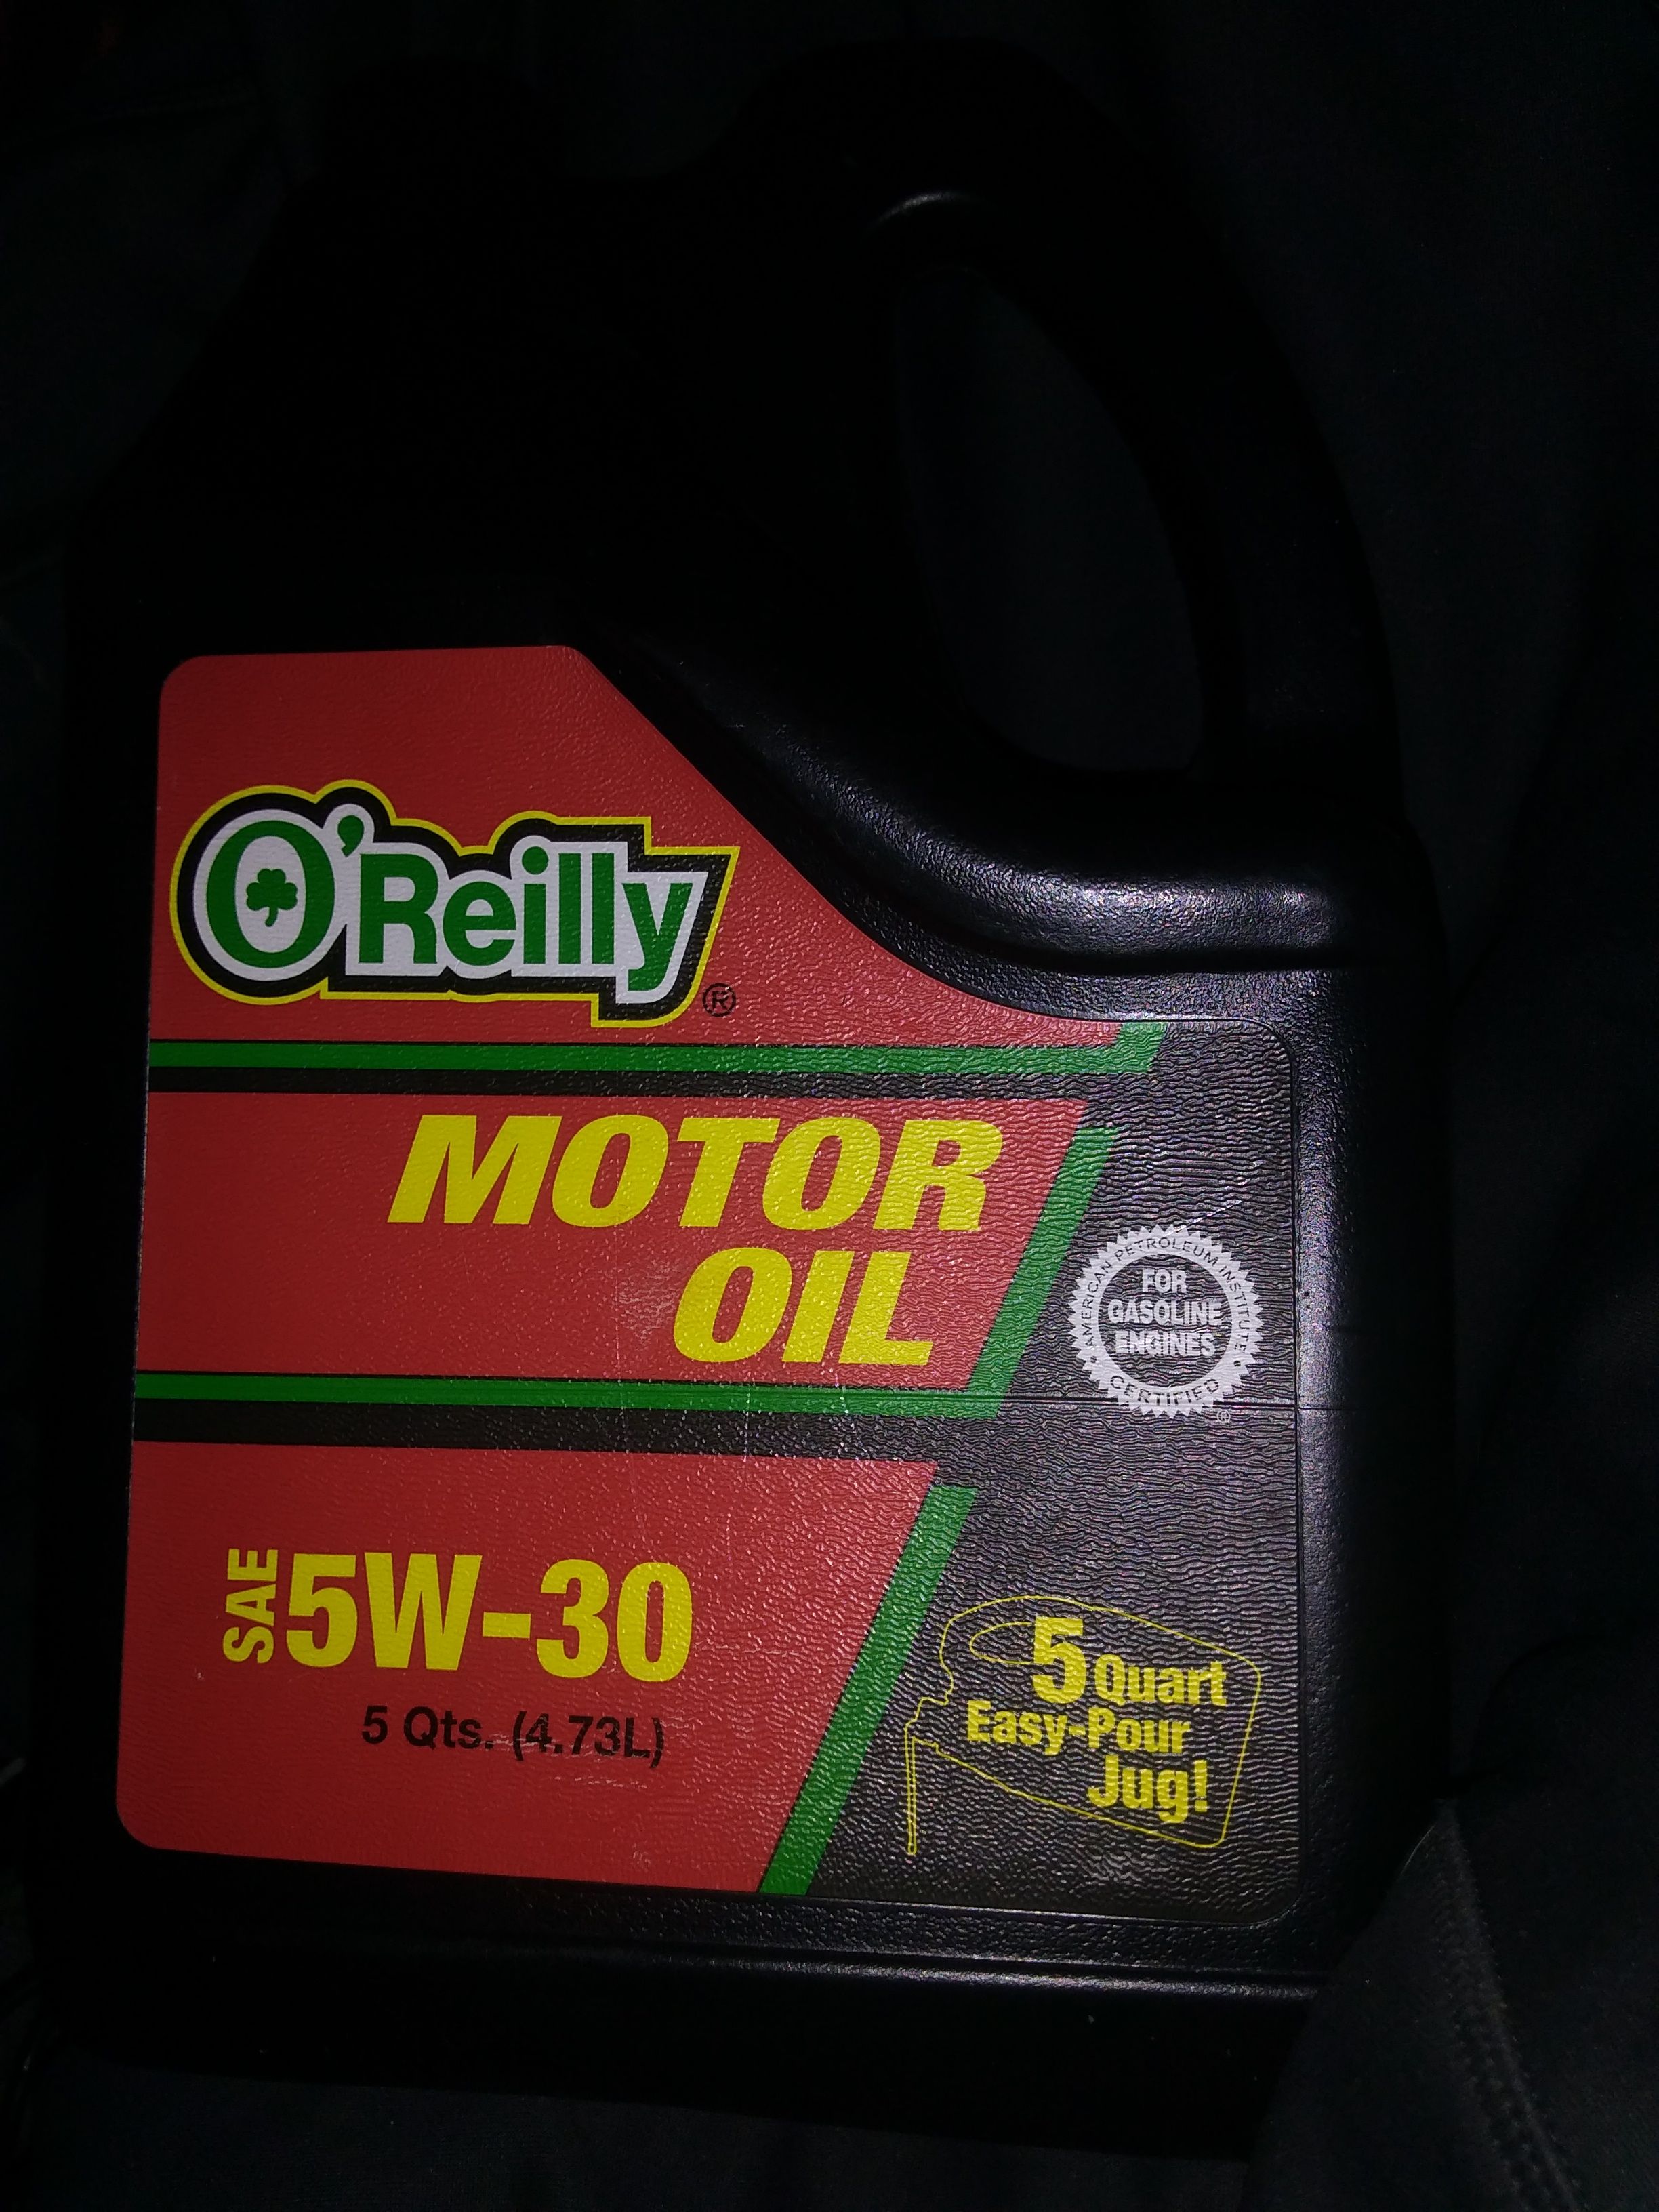 O'Reilly
®
MOTOR
OIL
AMERICAN PETROLEUM INSTITUTE
FOR
GASOLINE
ENGINES
CERTIFIED
®
SAE 5W-30
5 Qts. (4.73L)
5 Quart
Easy-Pour
Jug!